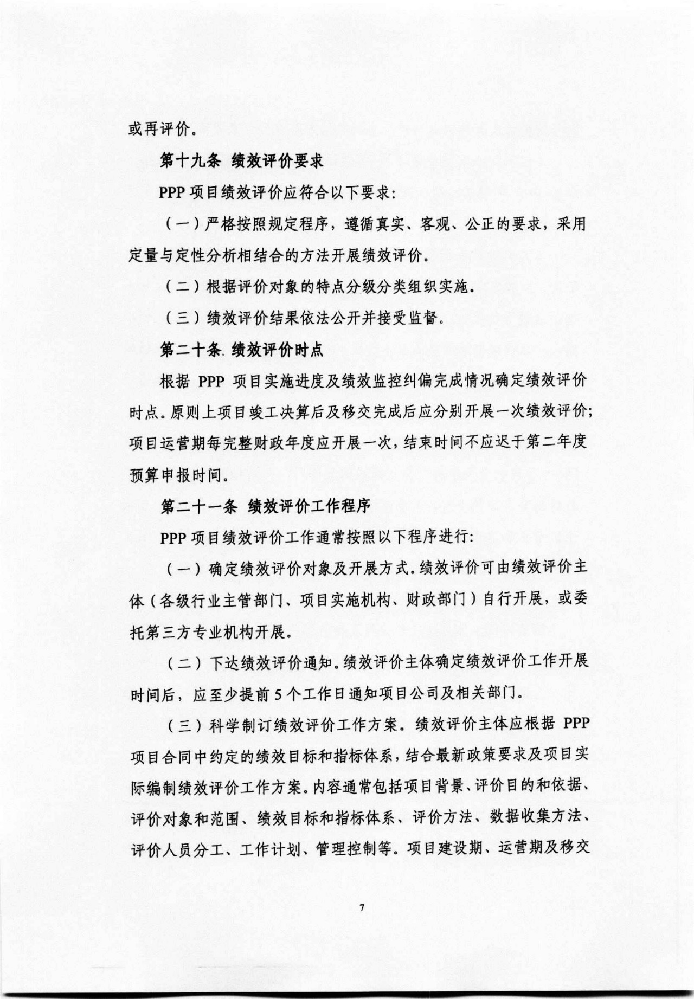 或再评价。
第十九条 绩效评价要求
PPP 项目绩效评价应符合以下要求：
（一）严格按照规定程序，遵循真实、客观、公正的要求，采用
定量与定性分析相结合的方法开展绩效评价。
（二）根据评价对象的特点分级分类组织实施。
（三）绩效评价结果依法公开并接受监督。
第二十条 绩效评价时点
根据 PPP 项目实施进度及绩效监控纠偏完成情况确定绩效评价
时点。原则上项目竣工决算后及移交完成后应分别开展一次绩效评价；
项目运营期每完整财政年度应开展一次，结束时间不应迟于第二年度
预算申报时间。
第二十一条 绩效评价工作程序
PPP 项目绩效评价工作通常按照以下程序进行：
（一）确定绩效评价对象及开展方式。绩效评价可由绩效评价主
体（各级行业主管部门、项目实施机构、财政部门）自行开展，或委
托第三方专业机构开展。
（二）下达绩效评价通知。绩效评价主体确定绩效评价工作开展
时间后，应至少提前 5 个工作日通知项目公司及相关部门。
（三）科学制订绩效评价工作方案。绩效评价主体应根据 PPP
项目合同中约定的绩效目标和指标体系，结合最新政策要求及项目实
际编制绩效评价工作方案。内容通常包括项目背景、评价目的和依据、
评价对象和范围、绩效目标和指标体系、评价方法、数据收集方法、
评价人员分工、工作计划、管理控制等。项目建设期、运营期及移交
7